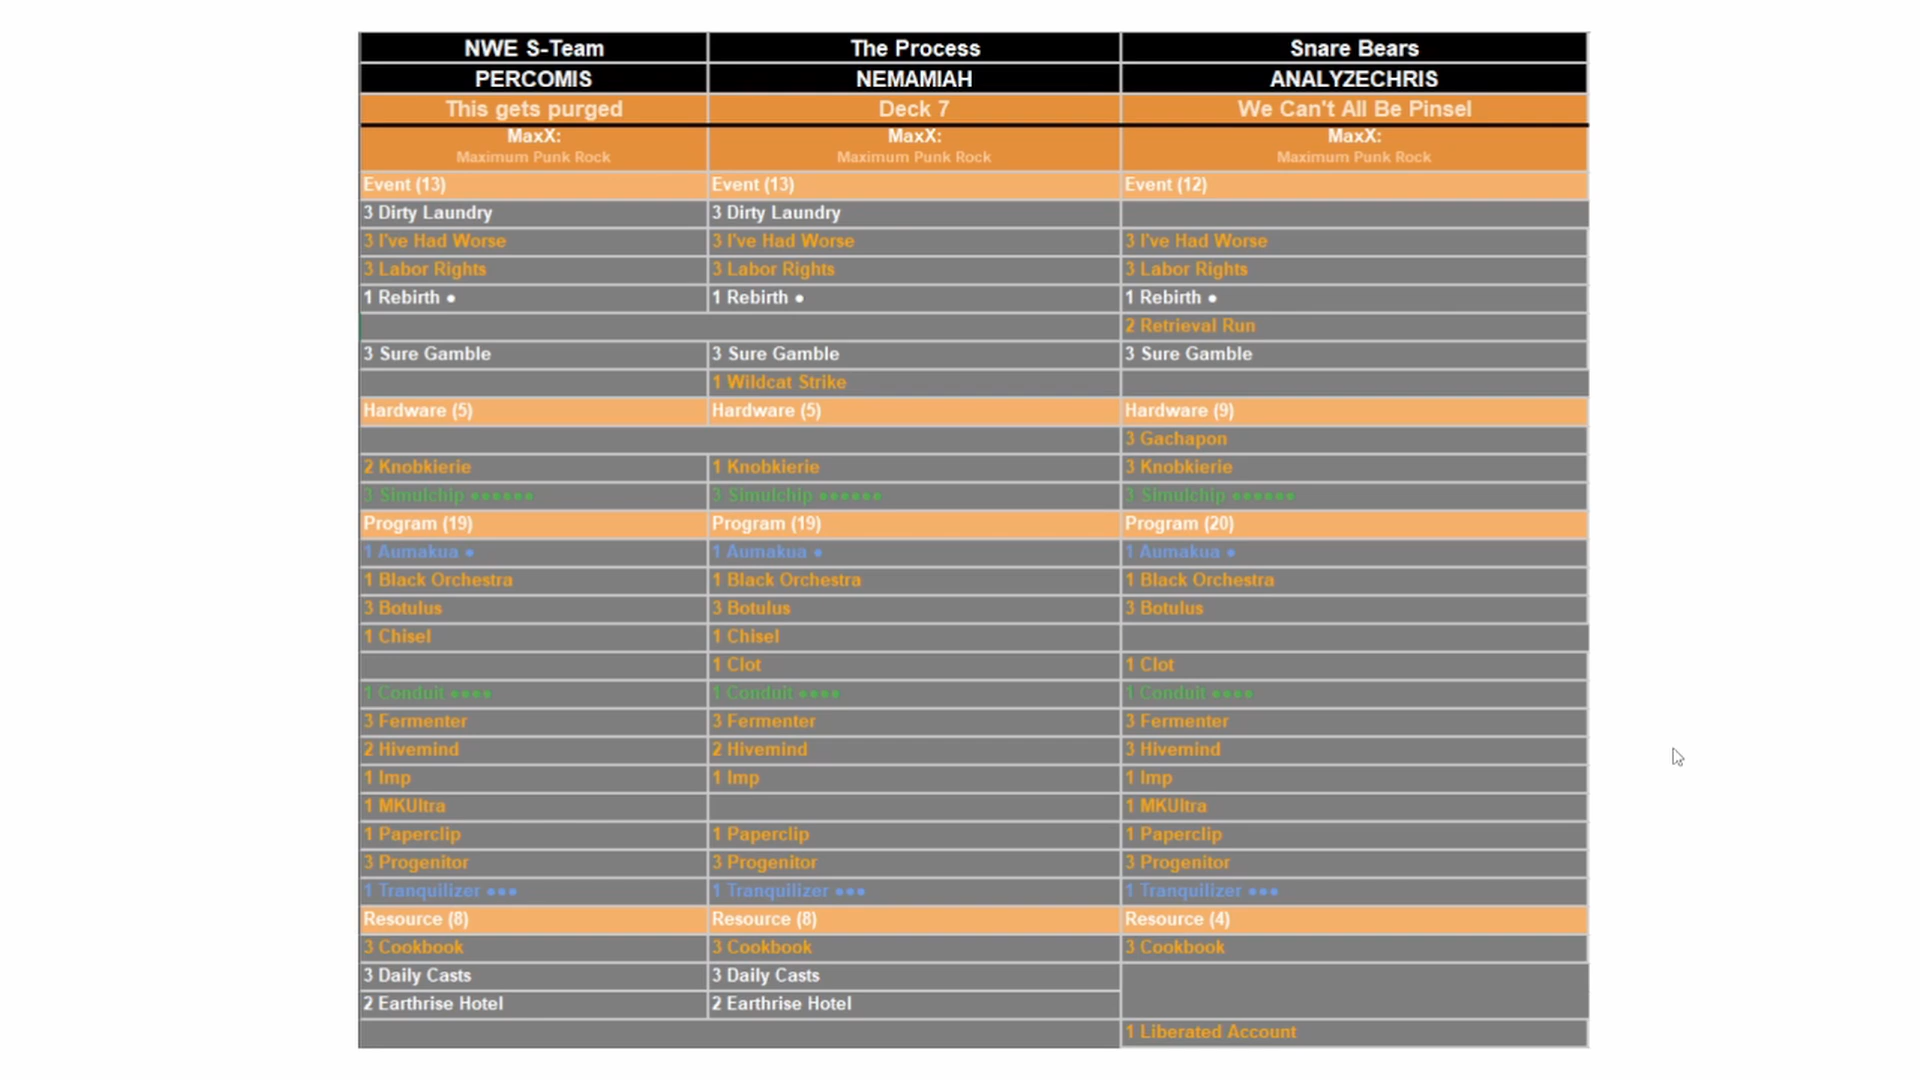 NWE S-Team The Process Snare Bears
PERCOMIS NEMAMIAH ANALYZECHRIS
This gets purged Deck 7 We Can't All Be Pinsel
MaxX: MaxX: MaxX:
Maximum Punk Rock Maximum Punk Rock Maximum Punk Rock
Event (13) Event (13) Event (12)
3 Dirty Laundry 3 Dirty Laundry
3 I've Had Worse 3 I've Had Worse 3 I've Had Worse
3 Labor Rights 3 Labor Rights 3 Labor Rights
1 Rebirth ● 1 Rebirth ● 1 Rebirth ●
2 Retrieval Run
3 Sure Gamble 3 Sure Gamble 3 Sure Gamble
1 Wildcat Strike
Hardware (5) Hardware (5) Hardware (9)
3 Gachapon
2 Knobkierie 1 Knobkierie 3 Knobkierie
3 Simulchip ●●●●●● 3 Simulchip ●●●●●● 3 Simulchip ●●●●●●
Program (19) Program (19) Program (20)
1 Aumakua ● 1 Aumakua ● 1 Aumakua ●
1 Black Orchestra 1 Black Orchestra 1 Black Orchestra
3 Botulus 3 Botulus 3 Botulus
1 Chisel 1 Chisel
1 Clot 1 Clot
1 Conduit ●●●● 1 Conduit ●●●● 1 Conduit ●●●●
3 Fermenter 3 Fermenter 3 Fermenter
2 Hivemind 2 Hivemind 3 Hivemind
1 Imp 1 Imp 1 Imp
1 MKUltra 1 MKUltra
1 Paperclip 1 Paperclip 1 Paperclip
3 Progenitor 3 Progenitor 3 Progenitor
1 Tranquilizer ●●● 1 Tranquilizer ●●● 1 Tranquilizer ●●●
Resource (8) Resource (8) Resource (4)
3 Cookbook 3 Cookbook 3 Cookbook
3 Daily Casts 3 Daily Casts
2 Earthrise Hotel 2 Earthrise Hotel
1 Liberated Account